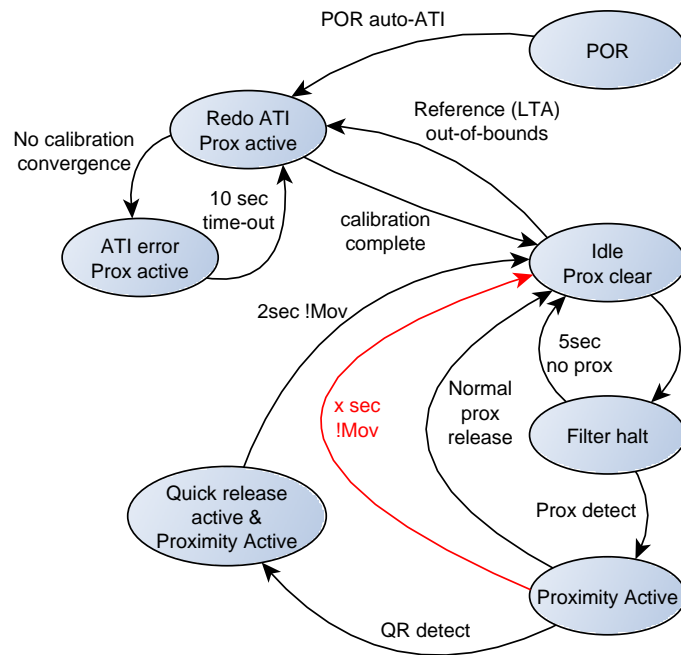 POR auto-ATI
POR
Redo ATI
Prox active
Reference (LTA)
out-of-bounds
No calibration
convergence
10 sec
time-out
calibration
complete
ATI error
Prox active
Idle
Prox clear
2sec !Mov
5sec
no prox
x sec
!Mov
Normal
prox
release
Filter halt
Quick release
active &
Proximity Active
Prox detect
Proximity Active
QR detect